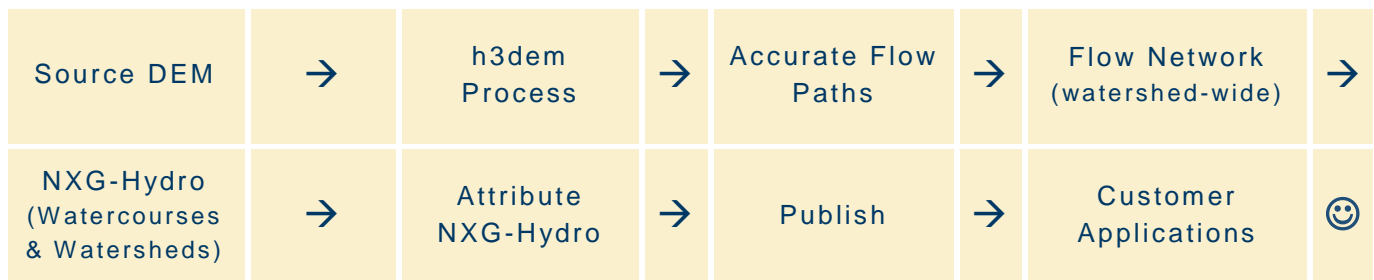 Source DEM → h3dem Process → Accurate Flow Paths → Flow Network (watershed-wide) →
NXG-Hydro (Watercourses & Watersheds) → Attribute NXG-Hydro → Publish → Customer Applications ☺